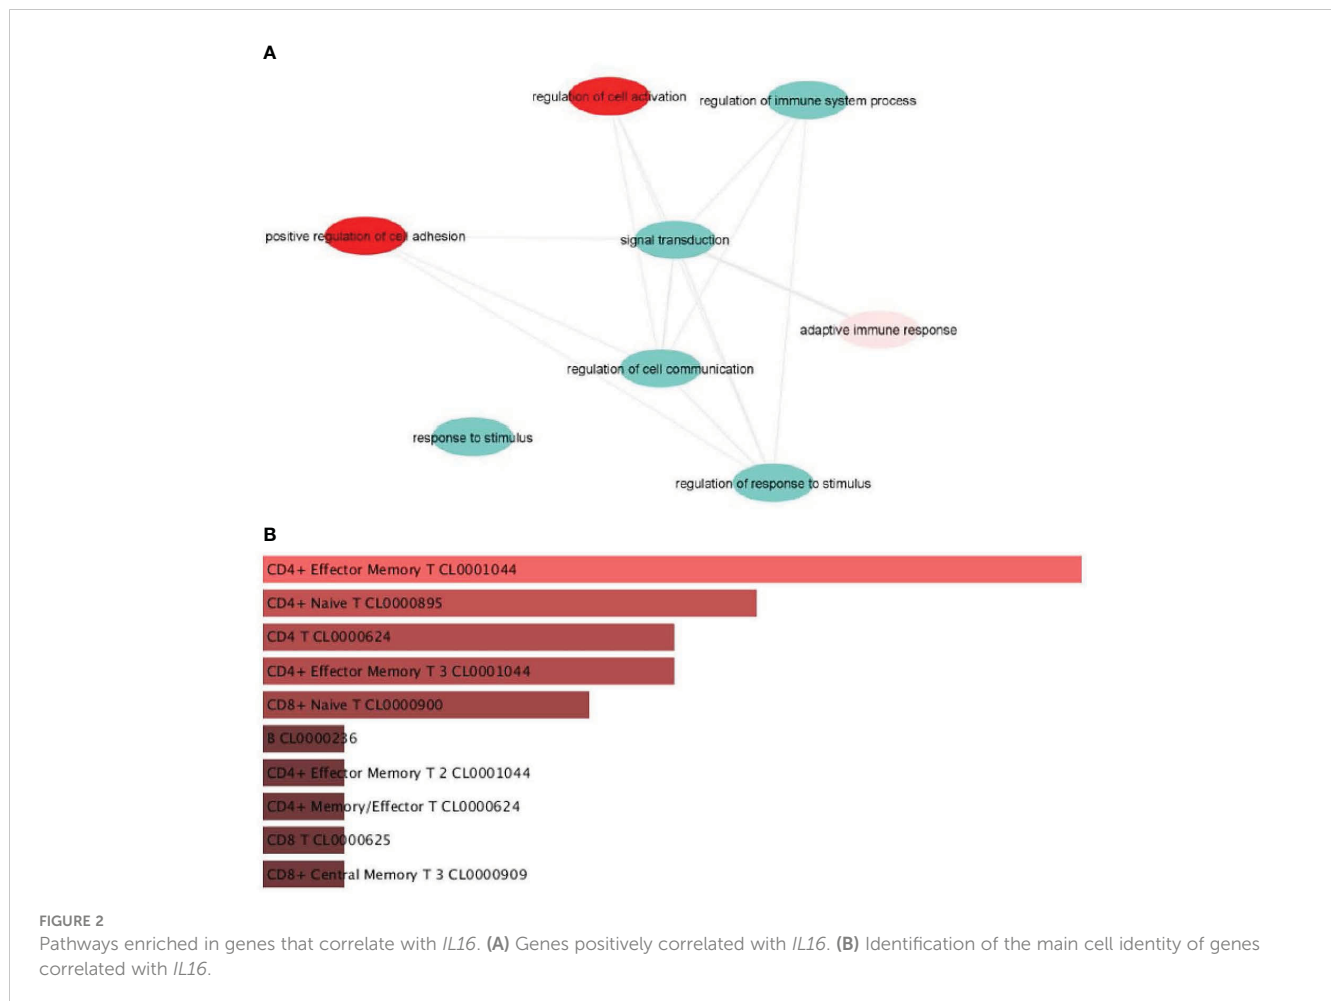 A
regulation of cell activation
regulation of immune system process
positive regulation of cell adhesion
signal transduction
adaptive immune response
regulation of cell communication
response to stimulus
regulation of response to stimulus
B
CD4+ Effector Memory T CL0001044
CD4+ Naive T CL0000895
CD4 T CL0000624
CD4+ Effector Memory T 3 CL0001044
CD8+ Naive T CL0000900
B CL0000236
CD4+ Effector Memory T 2 CL0001044
CD4+ Memory/Effector T CL0000624
CD8 T CL0000625
CD8+ Central Memory T 3 CL0000909
FIGURE 2
Pathways enriched in genes that correlate with IL16. (A) Genes positively correlated with IL16. (B) Identification of the main cell identity of genes
correlated with IL16.